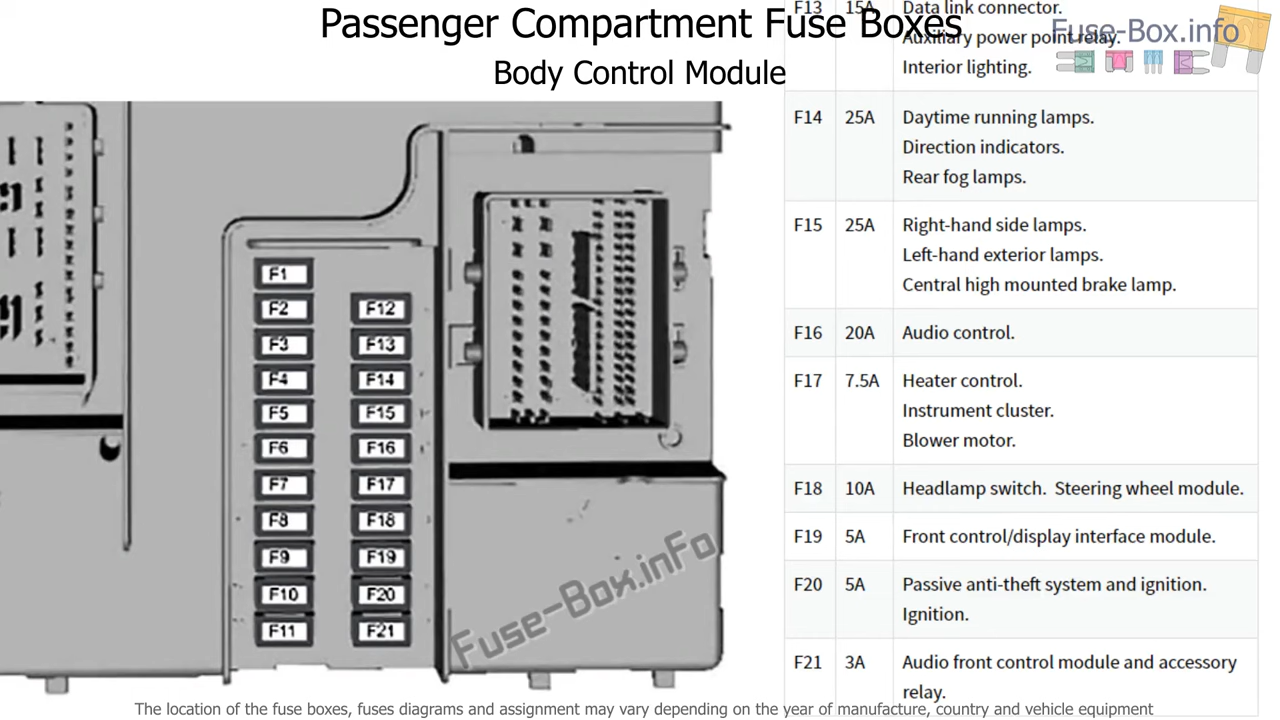 Passenger Compartment Fuse Boxes
Body Control Module
Fuse-Box.info
F1
F2
F3
F4
F5
F6
F7
F8
F9
F10
F11
F12
F13
F14
F15
F16
F17
F18
F19
F20
F21
Fuse-Box.inFo
F13 15A Data link connector.
Auxiliary power point relay.
Interior lighting.
F14 25A Daytime running lamps.
Direction indicators.
Rear fog lamps.
F15 25A Right-hand side lamps.
Left-hand exterior lamps.
Central high mounted brake lamp.
F16 20A Audio control.
F17 7.5A Heater control.
Instrument cluster.
Blower motor.
F18 10A Headlamp switch. Steering wheel module.
F19 5A Front control/display interface module.
F20 5A Passive anti-theft system and ignition.
Ignition.
F21 3A Audio front control module and accessory
relay.
The location of the fuse boxes, fuses diagrams and assignment may vary depending on the year of manufacture, country and vehicle equipment